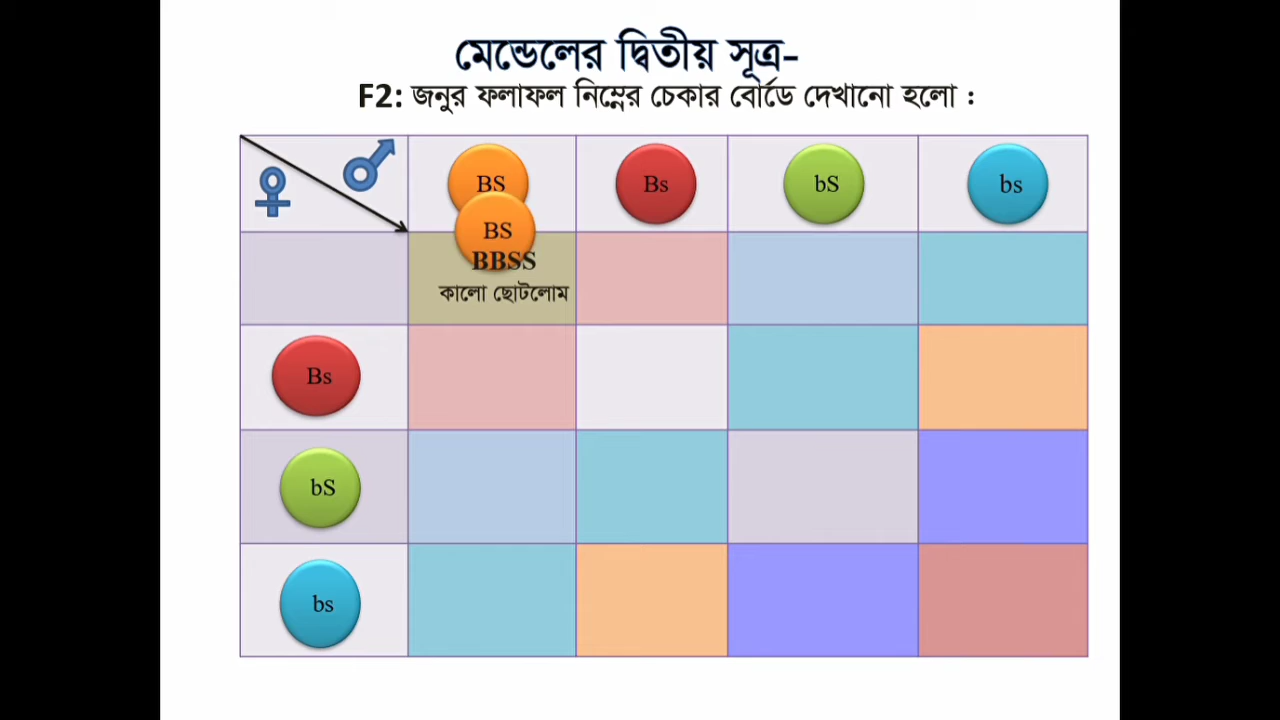 মেন্ডেলের দ্বিতীয় সূত্র-
F2: জনুর ফলাফল নিম্নের চেকার বোর্ডে দেখানো হলো :
BS Bs bS bs
BS
BBSS
কালো ছোটলোম
Bs
bS
bs